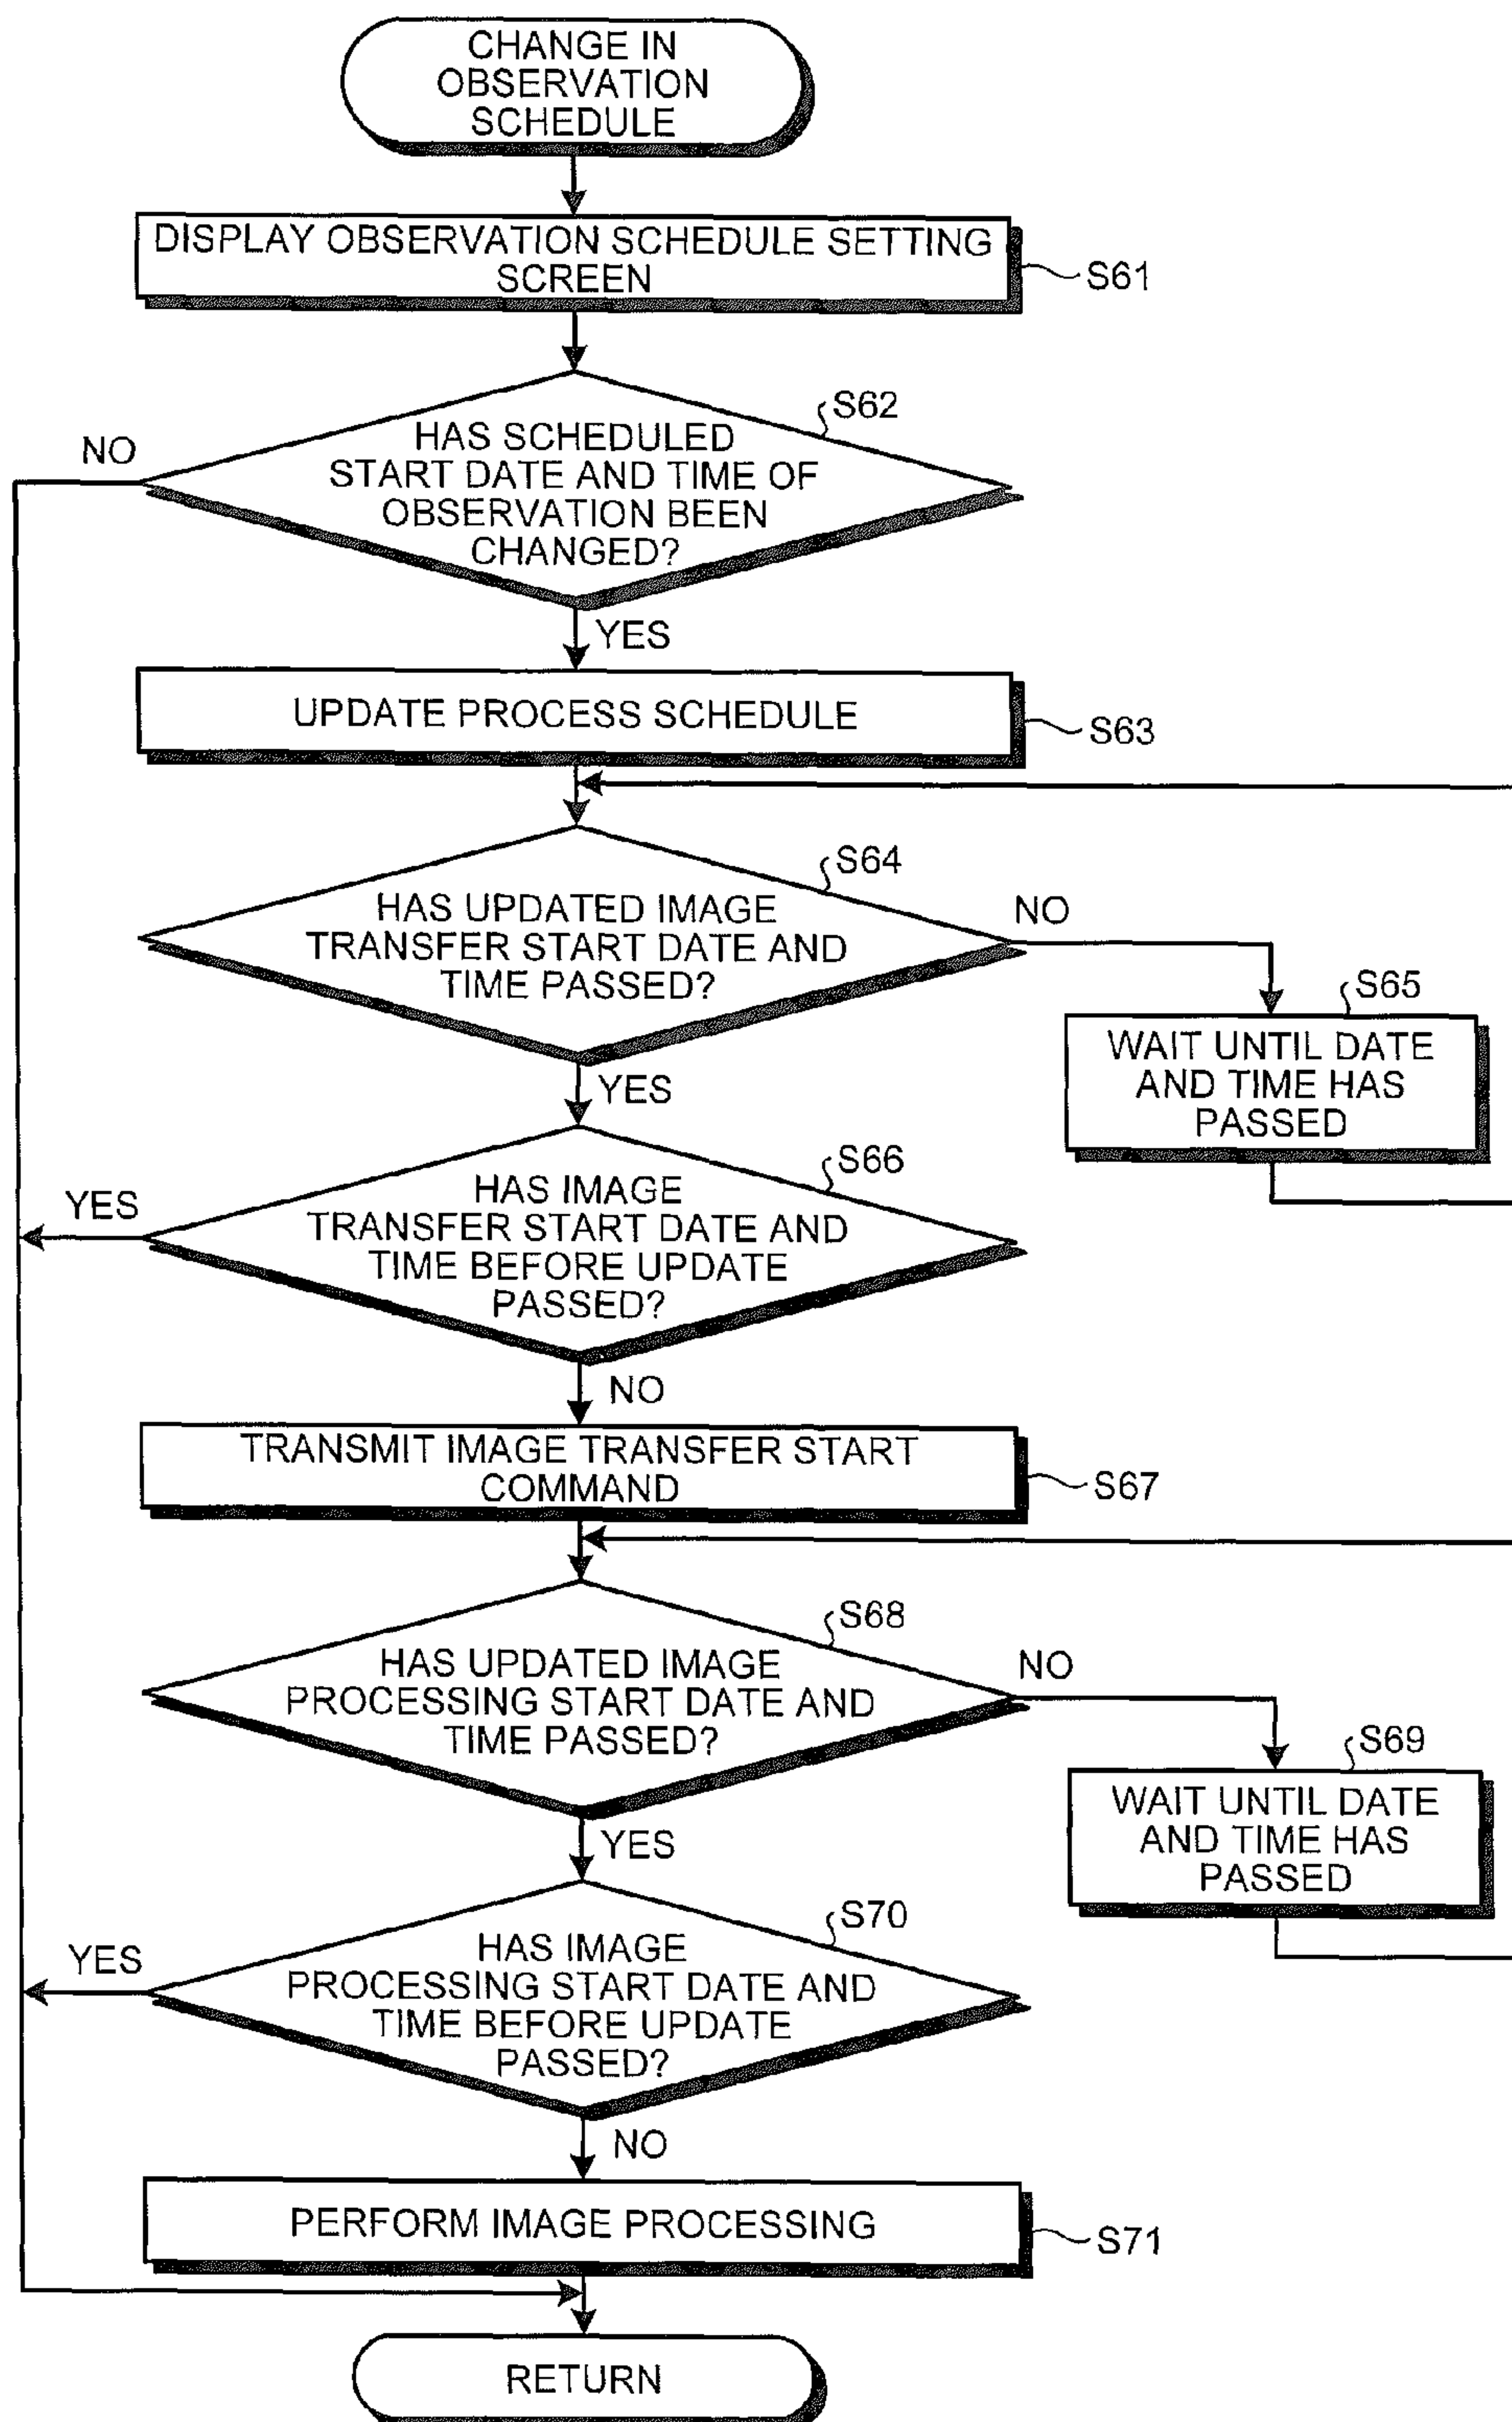 CHANGE IN
OBSERVATION
SCHEDULE
DISPLAY OBSERVATION SCHEDULE SETTING
SCREEN
S61
S62
NO
HAS SCHEDULED
START DATE AND TIME OF
OBSERVATION BEEN
CHANGED?
YES
UPDATE PROCESS SCHEDULE
S63
S64
HAS UPDATED IMAGE
TRANSFER START DATE AND
TIME PASSED?
NO
S65
WAIT UNTIL DATE
AND TIME HAS
PASSED
YES
S66
YES
HAS IMAGE
TRANSFER START DATE AND
TIME BEFORE UPDATE
PASSED?
NO
TRANSMIT IMAGE TRANSFER START
COMMAND
S67
S68
HAS UPDATED IMAGE
PROCESSING START DATE AND
TIME PASSED?
NO
S69
WAIT UNTIL DATE
AND TIME HAS
PASSED
YES
S70
YES
HAS IMAGE
PROCESSING START DATE AND
TIME BEFORE UPDATE
PASSED?
NO
PERFORM IMAGE PROCESSING
S71
RETURN